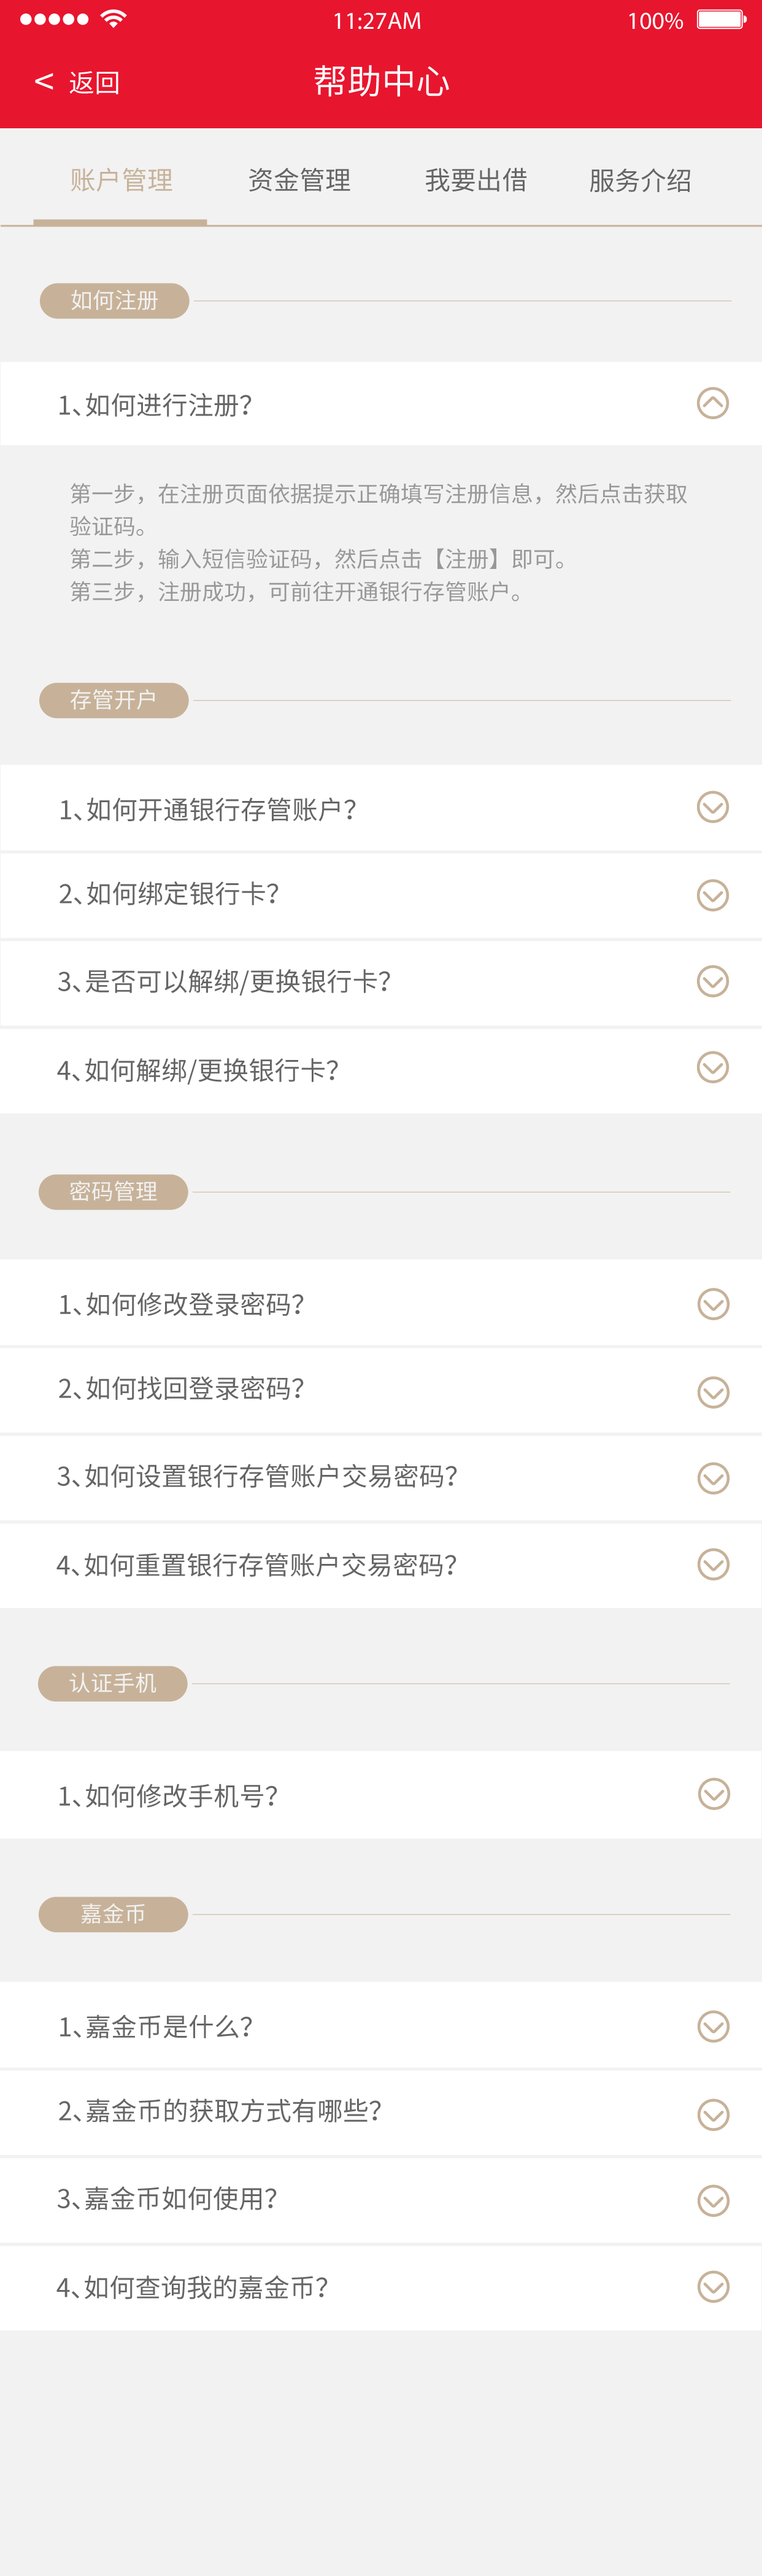 11:27AM 100%
< 返回 帮助中心
账户管理 资金管理 我要出借 服务介绍
如何注册
1、如何进行注册？
第一步，在注册页面依据提示正确填写注册信息，然后点击获取
验证码。
第二步，输入短信验证码，然后点击【注册】即可。
第三步，注册成功，可前往开通银行存管账户。
存管开户
1、如何开通银行存管账户？
2、如何绑定银行卡？
3、是否可以解绑/更换银行卡？
4、如何解绑/更换银行卡？
密码管理
1、如何修改登录密码？
2、如何找回登录密码？
3、如何设置银行存管账户交易密码？
4、如何重置银行存管账户交易密码？
认证手机
1、如何修改手机号？
嘉金币
1、嘉金币是什么？
2、嘉金币的获取方式有哪些？
3、嘉金币如何使用？
4、如何查询我的嘉金币？